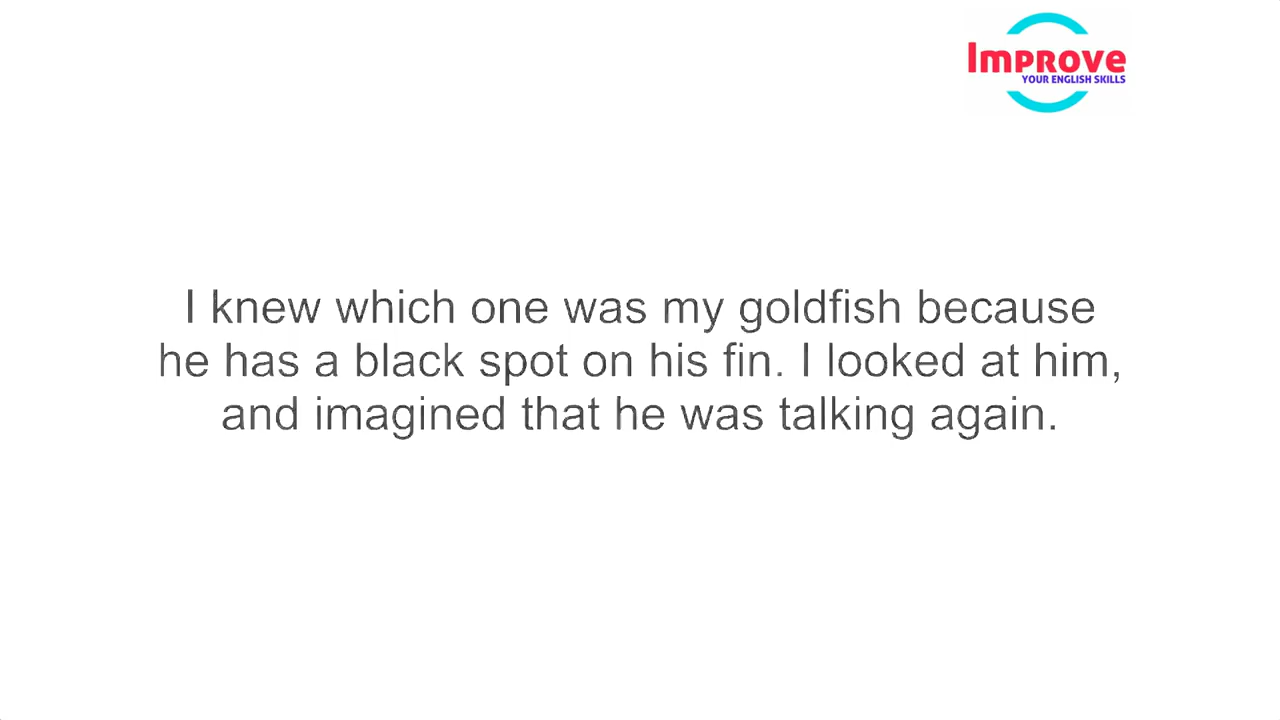 Improve
YOUR ENGLISH SKILLS
I knew which one was my goldfish because
he has a black spot on his fin. I looked at him,
and imagined that he was talking again.